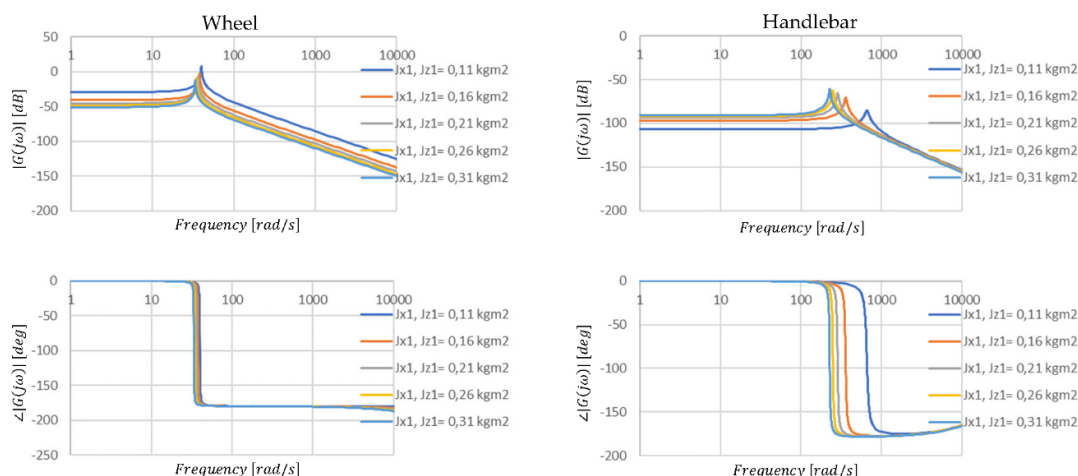 Wheel
50
0
-50
-100
-150
-200
1 10 100 1000 10000
|G(jω)| [dB]
Frequency [rad/s]
Jx1, Jz1= 0,11 kgm2
Jx1, Jz1= 0,16 kgm2
Jx1, Jz1= 0,21 kgm2
Jx1, Jz1= 0,26 kgm2
Jx1, Jz1= 0,31 kgm2
Handlebar
0
-50
-100
-150
-200
1 10 100 1000 10000
|G(jω)| [dB]
Frequency [rad/s]
Jx1, Jz1= 0,11 kgm2
Jx1, Jz1= 0,16 kgm2
Jx1, Jz1= 0,21 kgm2
Jx1, Jz1= 0,26 kgm2
Jx1, Jz1= 0,31 kgm2
0
-50
-100
-150
-200
-250
1 10 100 1000 10000
∠|G(jω)| [deg]
Frequency [rad/s]
Jx1, Jz1= 0,11 kgm2
Jx1, Jz1= 0,16 kgm2
Jx1, Jz1= 0,21 kgm2
Jx1, Jz1= 0,26 kgm2
Jx1, Jz1= 0,31 kgm2
0
-50
-100
-150
-200
1 10 100 1000 10000
∠|G(jω)| [deg]
Frequency [rad/s]
Jx1, Jz1= 0,11 kgm2
Jx1, Jz1= 0,16 kgm2
Jx1, Jz1= 0,21 kgm2
Jx1, Jz1= 0,26 kgm2
Jx1, Jz1= 0,31 kgm2